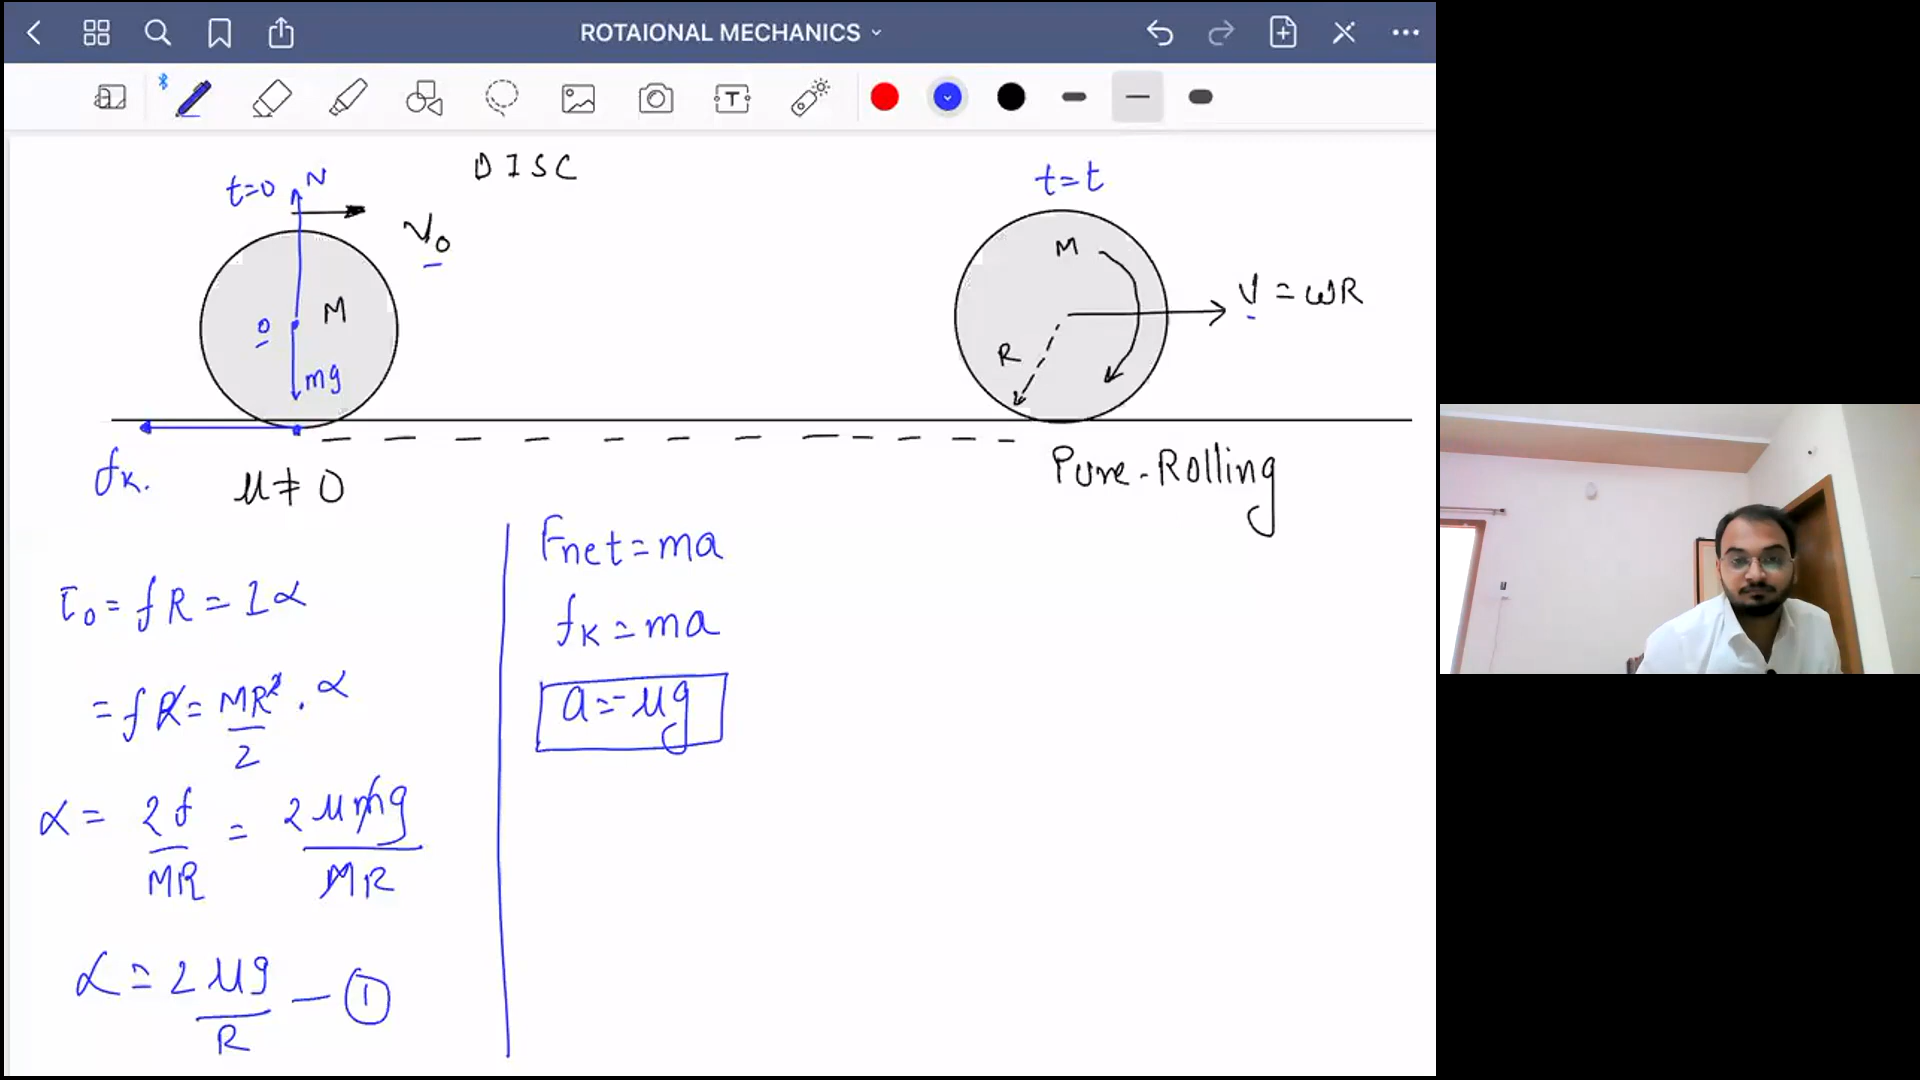 ROTAIONAL MECHANICS
DISC
t=0
N
V₀
M
0
mg
fk.
μ≠0
t=t
M
R
V = ωR
Pure-Rolling
τ₀ = fR = Iα
= fR = MR²/2 . α
α = 2f/MR = 2μmg/MR
α = 2μg/R — ①
Fnet = ma
fK = ma
a = -μg